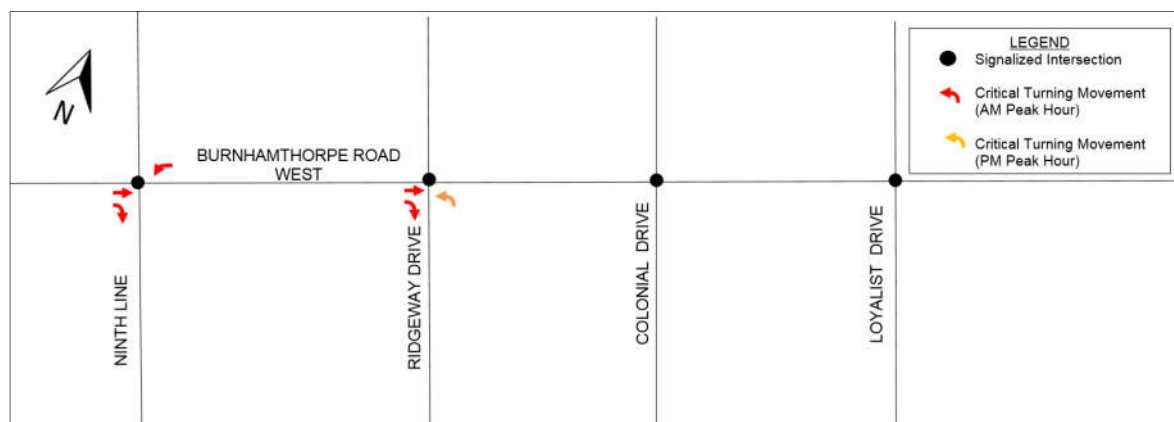 LEGEND
Signalized Intersection
Critical Turning Movement
(AM Peak Hour)
Critical Turning Movement
(PM Peak Hour)
N
BURNHAMTHORPE ROAD
WEST
NINTH LINE
RIDGEWAY DRIVE
COLONIAL DRIVE
LOYALIST DRIVE